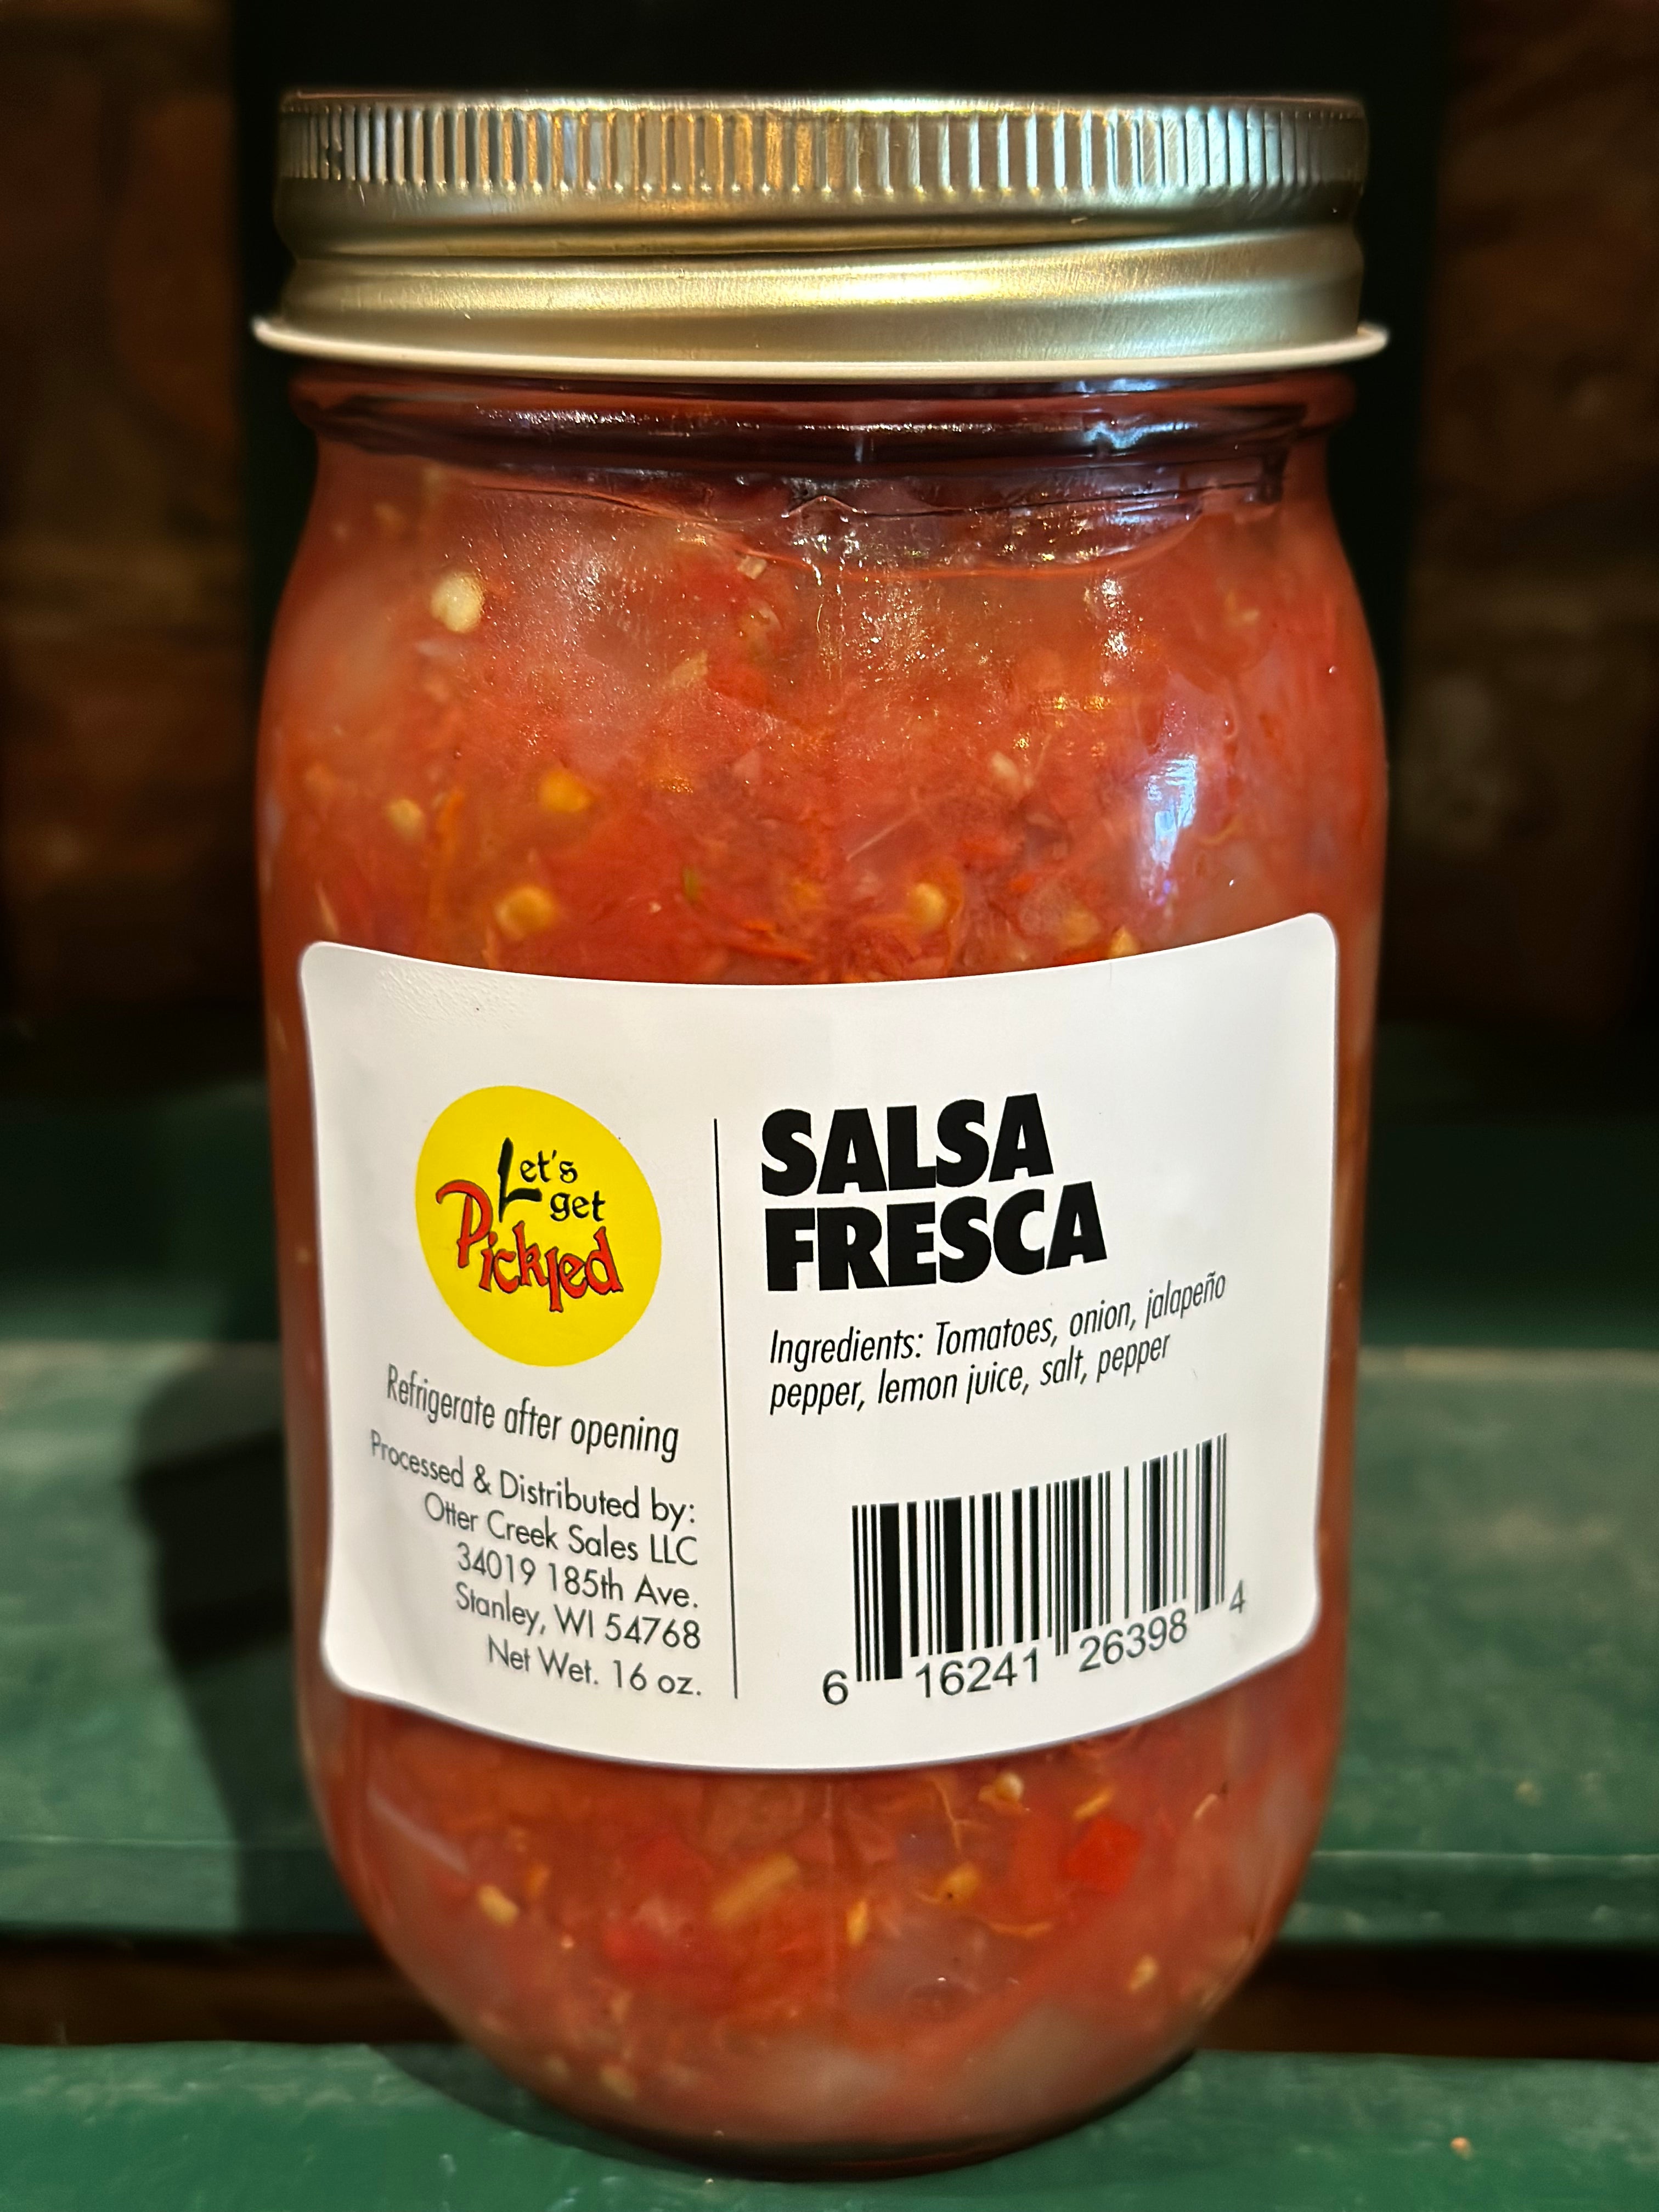 Let's
get
Pickled
Refrigerate after opening
Processed & Distributed by:
Otter Creek Sales LLC
34019 185th Ave.
Stanley, WI 54768
Net Wet. 16 oz.
SALSA
FRESCA
Ingredients: Tomatoes, onion, jalapeño
pepper, lemon juice, salt, pepper
6 16241 26398 4